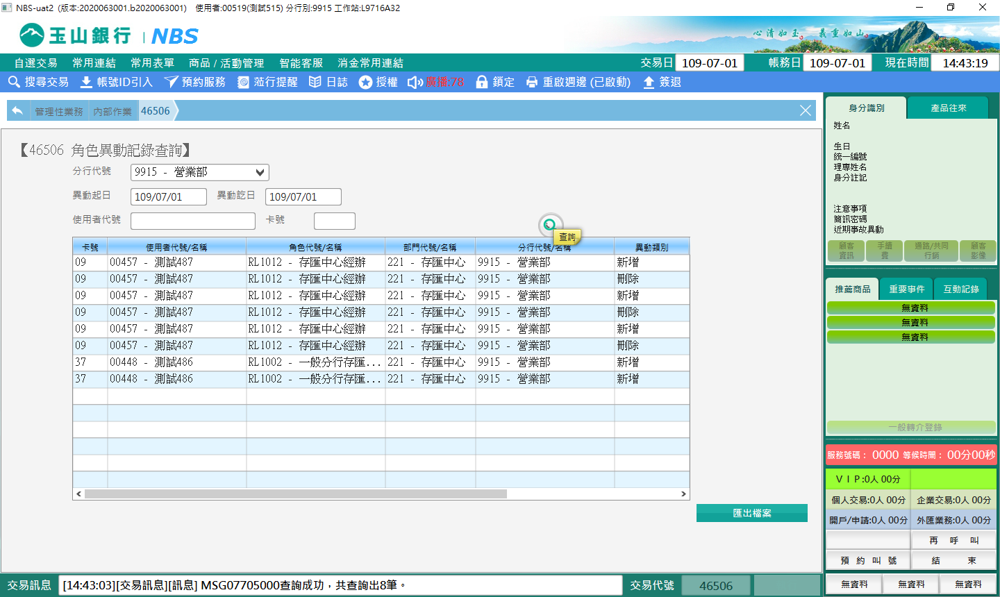 NBS-uat2 (版本:2020063001.b2020063001) 使用者:00519(測試515) 分行別:9915 工作站:L9716A32
玉山銀行 NBS
心清如玉。義重如山。
自選交易 常用連結 常用表單 商品 / 活動管理 智能客服 消金常用連結 交易日 109-07-01 帳務日 109-07-01 現在時間 14:43:19
搜尋交易 帳號ID引入 預約服務 蒞行提醒 日誌 授權 廣播:78 鎖定 重啟週邊 (已啟動) 簽退
管理性業務 內部作業 46506
【46506 角色異動記錄查詢】
分行代號 9915 - 營業部
異動起日 109/07/01 異動訖日 109/07/01
使用者代號 卡號
查詢
卡號 使用者代號/名稱 角色代號/名稱 部門代號/名稱 分行代號/名稱 異動類別
09 00457 - 測試487 RL1012 - 存匯中心經辦 221 - 存匯中心 9915 - 營業部 新增
09 00457 - 測試487 RL1012 - 存匯中心經辦 221 - 存匯中心 9915 - 營業部 刪除
09 00457 - 測試487 RL1012 - 存匯中心經辦 221 - 存匯中心 9915 - 營業部 新增
09 00457 - 測試487 RL1012 - 存匯中心經辦 221 - 存匯中心 9915 - 營業部 刪除
09 00457 - 測試487 RL1012 - 存匯中心經辦 221 - 存匯中心 9915 - 營業部 新增
09 00457 - 測試487 RL1012 - 存匯中心經辦 221 - 存匯中心 9915 - 營業部 刪除
37 00448 - 測試486 RL1002 - 一般分行存匯... 221 - 存匯中心 9915 - 營業部 新增
37 00448 - 測試486 RL1002 - 一般分行存匯... 221 - 存匯中心 9915 - 營業部 新增
匯出檔案
交易訊息 [14:43:03][交易訊息][訊息] MSG07705000查詢成功，共查詢出8筆。 交易代號 46506
身分識別 產品往來
姓名
生日
統一編號
理專姓名
身分註記
注意事項
簡訊密碼
近期事故異動
顧客資訊 手續費 通路/共同行銷 顧客影像
推薦商品 重要事件 互動記錄
無資料
無資料
無資料
一般轉介登錄
服務號碼： 0000 等候時間： 00分00秒
ＶＩＰ:0人 00分
個人交易:0人 00分 企業交易:0人 00分
開戶/申請:0人 00分 外匯業務:0人 00分
再 呼 叫
預 約 叫 號 結 束
無資料 無資料 無資料